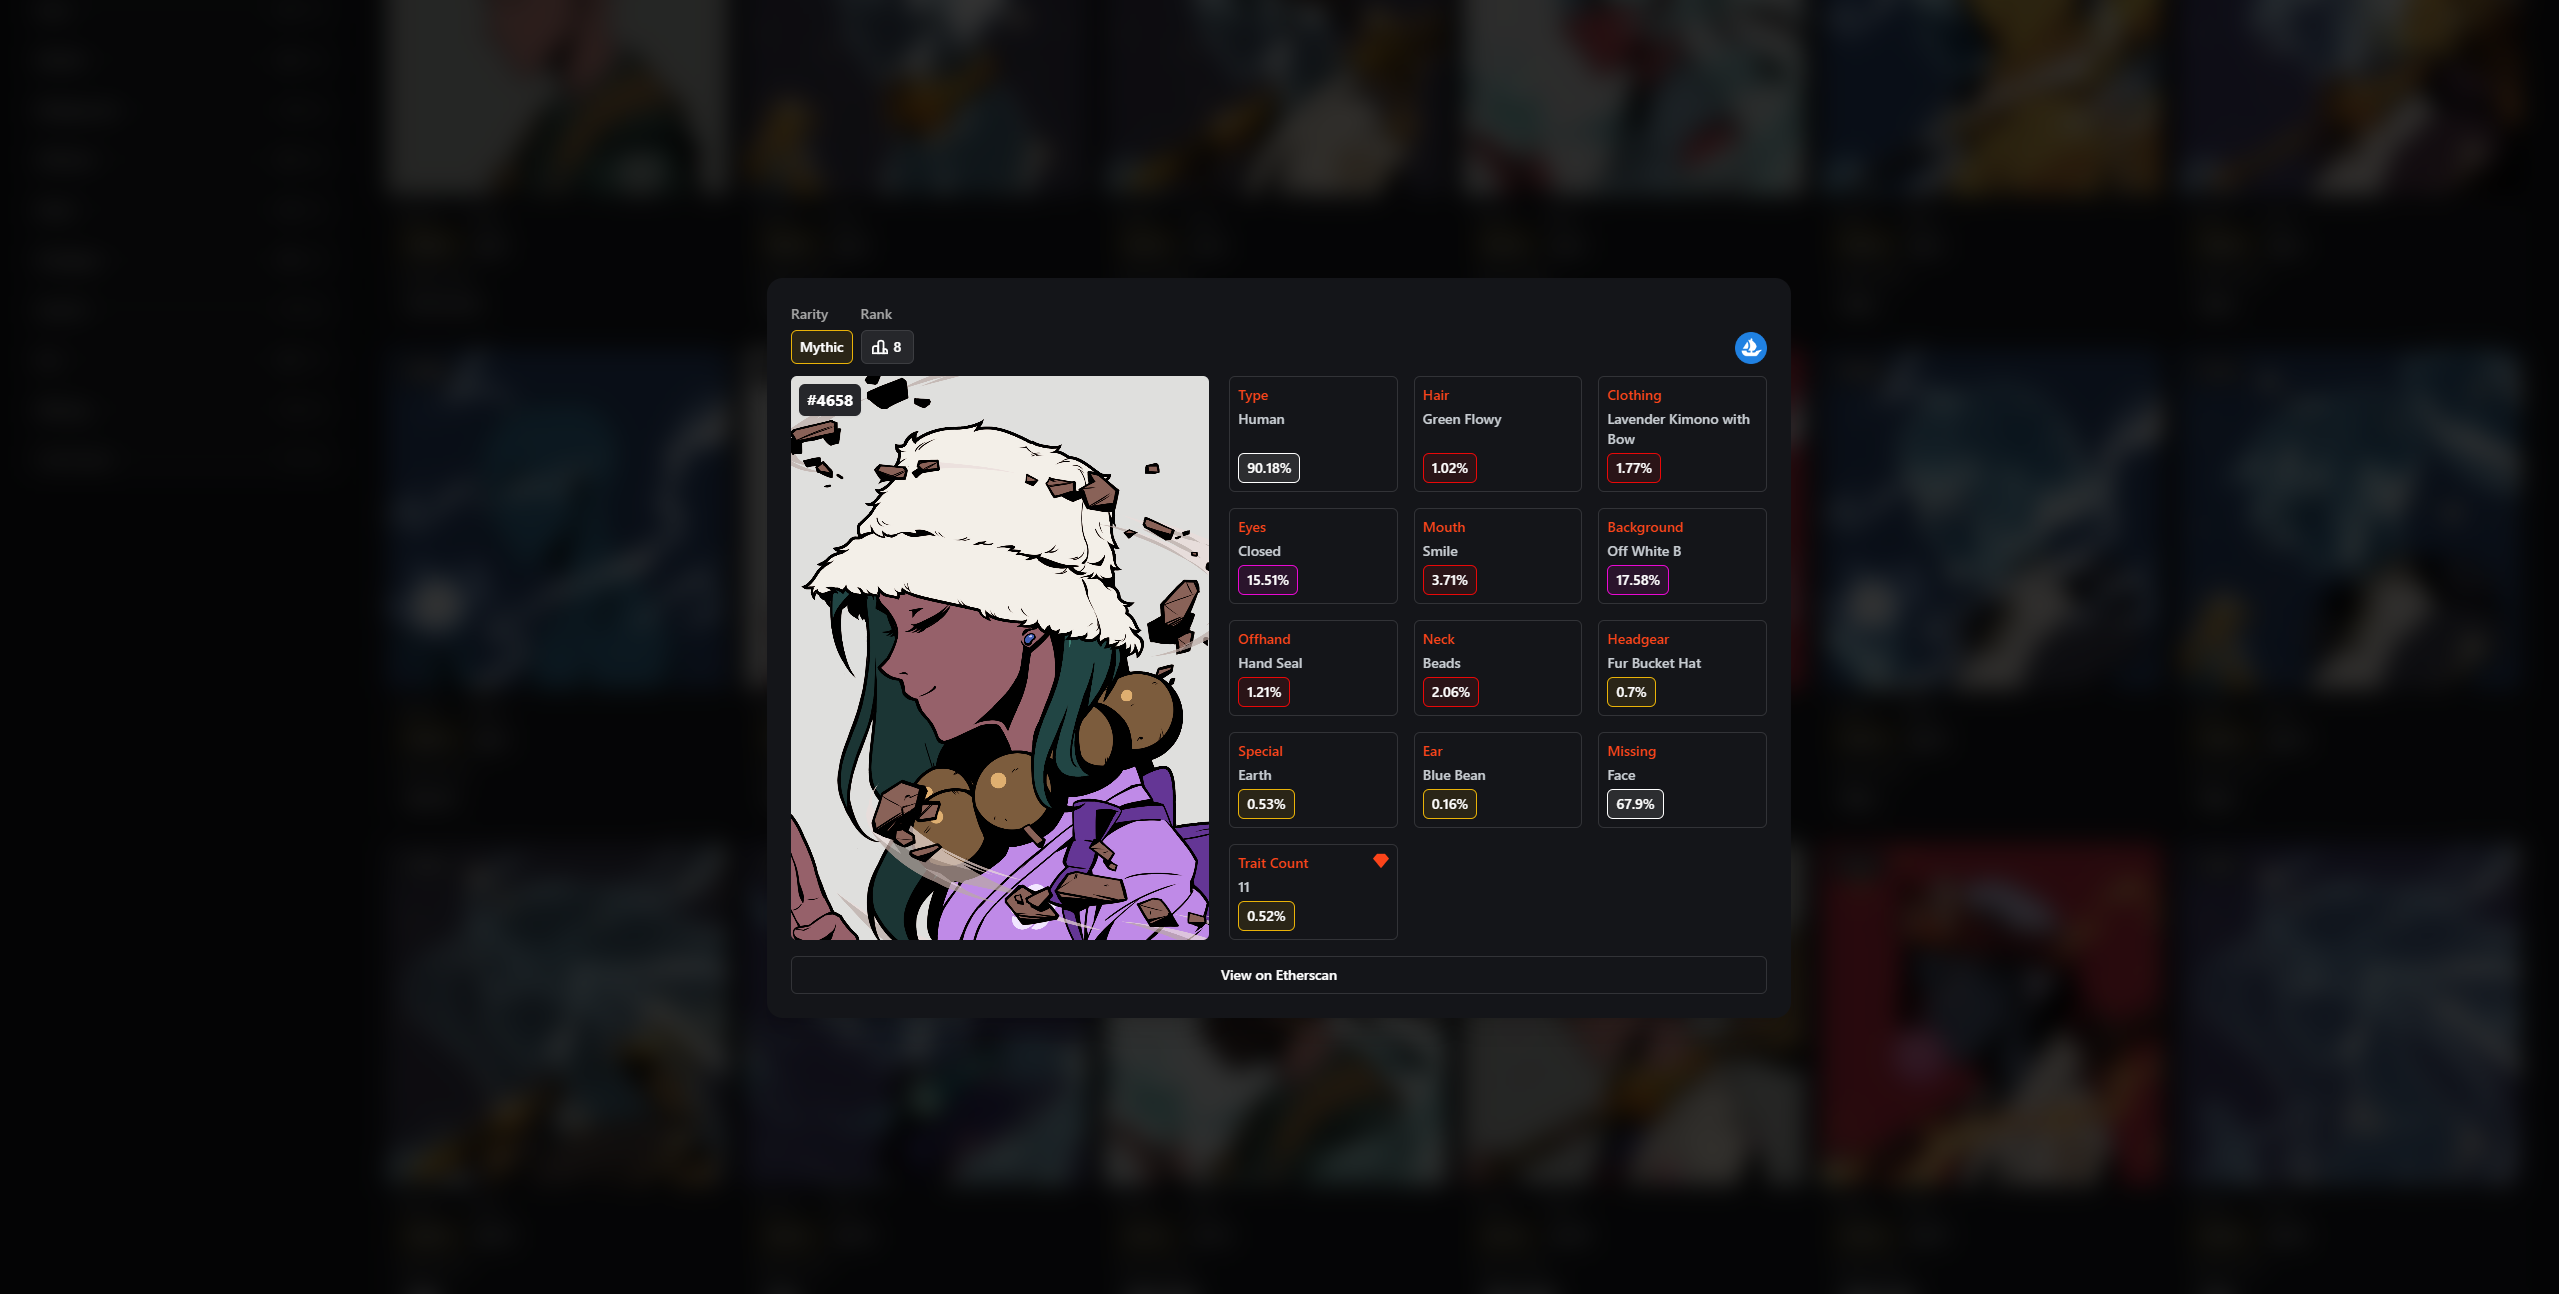 Rarity
Rank
Mythic
8
#4658
Type
Human
90.18%
Hair
Green Flowy
1.02%
Clothing
Lavender Kimono with
Bow
1.77%
Eyes
Closed
15.51%
Mouth
Smile
3.71%
Background
Off White B
17.58%
Offhand
Hand Seal
1.21%
Neck
Beads
2.06%
Headgear
Fur Bucket Hat
0.7%
Special
Earth
0.53%
Ear
Blue Bean
0.16%
Missing
Face
67.9%
Trait Count
11
0.52%
View on Etherscan